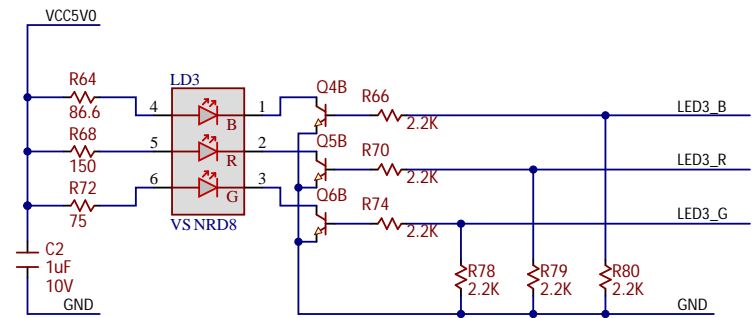 VCC5V0
R64
86.6
R68
150
R72
75
C2
1uF
10V
GND
LD3
4
5
6
B
R
G
1
2
3
VS NRD8
Q4B
Q5B
Q6B
R66
2.2K
R70
2.2K
R74
2.2K
LED3_B
LED3_R
LED3_G
R78
2.2K
R79
2.2K
R80
2.2K
GND